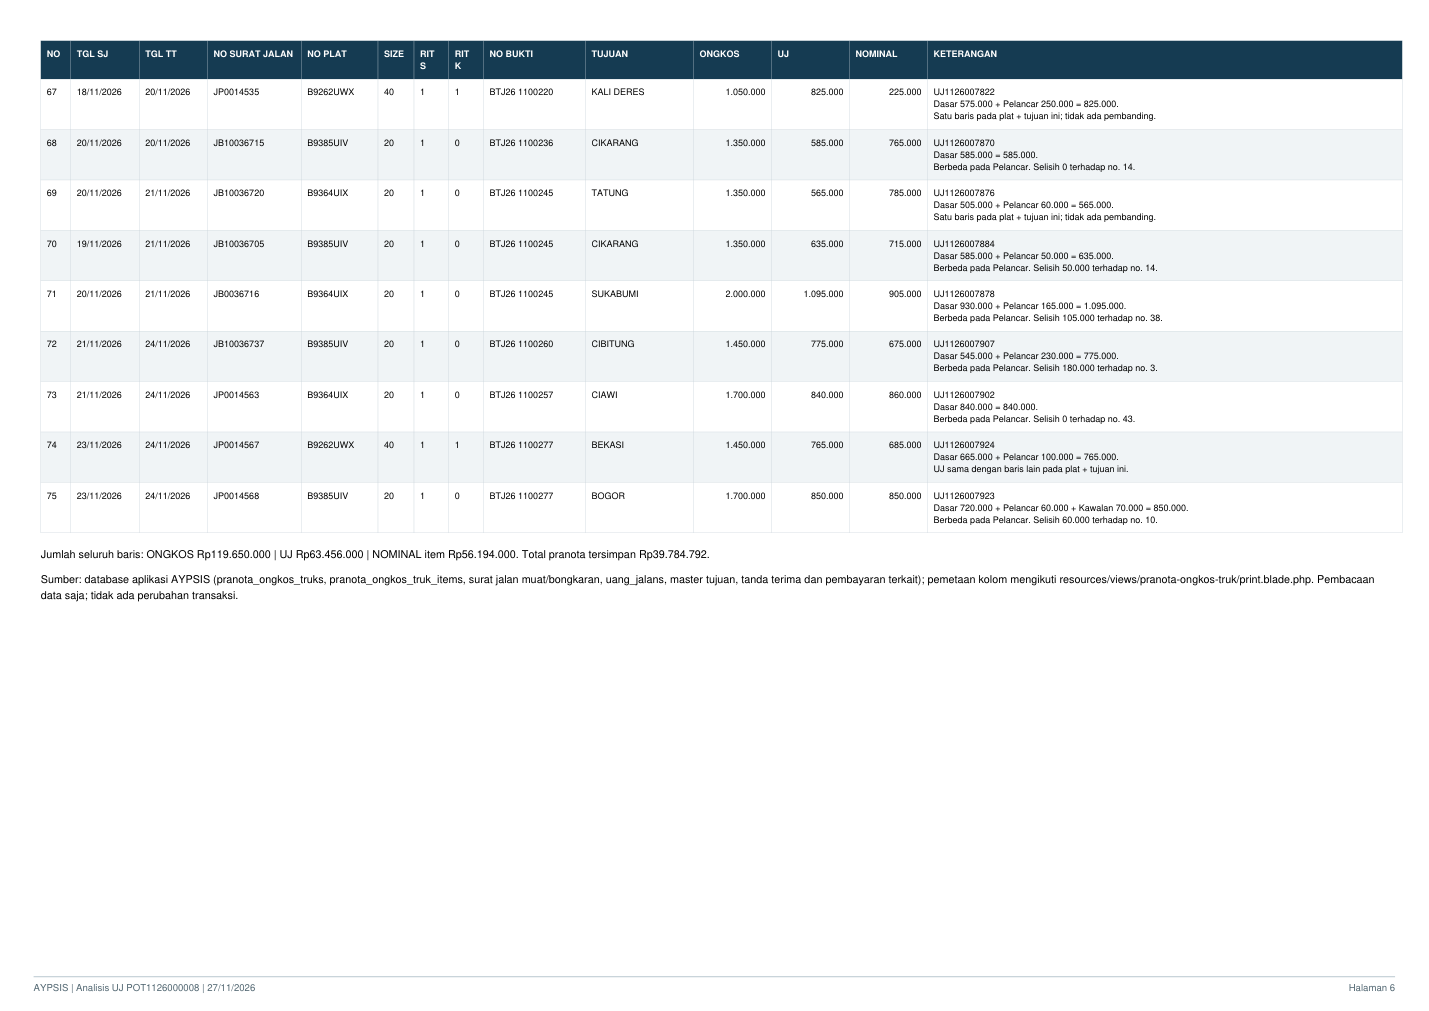 NO TGL SJ TGL TT NO SURAT JALAN NO PLAT SIZE RIT S RIT K NO BUKTI TUJUAN ONGKOS UJ NOMINAL KETERANGAN
67 18/11/2026 20/11/2026 JP0014535 B9262UWX 40 1 1 BTJ26 1100220 KALI DERES 1.050.000 825.000 225.000 UJ1126007822
Dasar 575.000 + Pelancar 250.000 = 825.000.
Satu baris pada plat + tujuan ini; tidak ada pembanding.
68 20/11/2026 20/11/2026 JB10036715 B9385UIV 20 1 0 BTJ26 1100236 CIKARANG 1.350.000 585.000 765.000 UJ1126007870
Dasar 585.000 = 585.000.
Berbeda pada Pelancar. Selisih 0 terhadap no. 14.
69 20/11/2026 21/11/2026 JB10036720 B9364UIX 20 1 0 BTJ26 1100245 TATUNG 1.350.000 565.000 785.000 UJ1126007876
Dasar 505.000 + Pelancar 60.000 = 565.000.
Satu baris pada plat + tujuan ini; tidak ada pembanding.
70 19/11/2026 21/11/2026 JB10036705 B9385UIV 20 1 0 BTJ26 1100245 CIKARANG 1.350.000 635.000 715.000 UJ1126007884
Dasar 585.000 + Pelancar 50.000 = 635.000.
Berbeda pada Pelancar. Selisih 50.000 terhadap no. 14.
71 20/11/2026 21/11/2026 JB0036716 B9364UIX 20 1 0 BTJ26 1100245 SUKABUMI 2.000.000 1.095.000 905.000 UJ1126007878
Dasar 930.000 + Pelancar 165.000 = 1.095.000.
Berbeda pada Pelancar. Selisih 105.000 terhadap no. 38.
72 21/11/2026 24/11/2026 JB10036737 B9385UIV 20 1 0 BTJ26 1100260 CIBITUNG 1.450.000 775.000 675.000 UJ1126007907
Dasar 545.000 + Pelancar 230.000 = 775.000.
Berbeda pada Pelancar. Selisih 180.000 terhadap no. 3.
73 21/11/2026 24/11/2026 JP0014563 B9364UIX 20 1 0 BTJ26 1100257 CIAWI 1.700.000 840.000 860.000 UJ1126007902
Dasar 840.000 = 840.000.
Berbeda pada Pelancar. Selisih 0 terhadap no. 43.
74 23/11/2026 24/11/2026 JP0014567 B9262UWX 40 1 1 BTJ26 1100277 BEKASI 1.450.000 765.000 685.000 UJ1126007924
Dasar 665.000 + Pelancar 100.000 = 765.000.
UJ sama dengan baris lain pada plat + tujuan ini.
75 23/11/2026 24/11/2026 JP0014568 B9385UIV 20 1 0 BTJ26 1100277 BOGOR 1.700.000 850.000 850.000 UJ1126007923
Dasar 720.000 + Pelancar 60.000 + Kawalan 70.000 = 850.000.
Berbeda pada Pelancar. Selisih 60.000 terhadap no. 10.
Jumlah seluruh baris: ONGKOS Rp119.650.000 | UJ Rp63.456.000 | NOMINAL item Rp56.194.000. Total pranota tersimpan Rp39.784.792.
Sumber: database aplikasi AYPSIS (pranota_ongkos_truks, pranota_ongkos_truk_items, surat jalan muat/bongkaran, uang_jalans, master tujuan, tanda terima dan pembayaran terkait); pemetaan kolom mengikuti resources/views/pranota-ongkos-truk/print.blade.php. Pembacaan
data saja; tidak ada perubahan transaksi.
AYPSIS | Analisis UJ POT1126000008 | 27/11/2026 Halaman 6